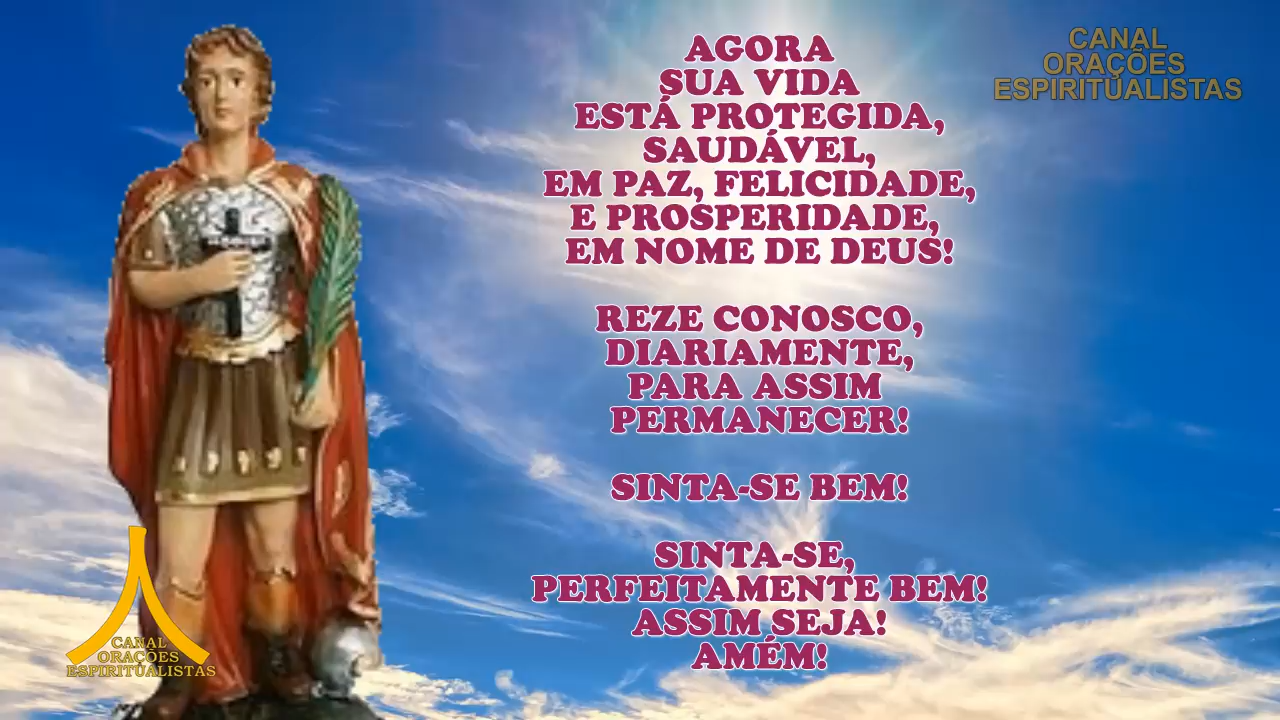 AGORA
SUA VIDA
ESTÁ PROTEGIDA,
SAUDÁVEL,
EM PAZ, FELICIDADE,
E PROSPERIDADE,
EM NOME DE DEUS!
REZE CONOSCO,
DIARIAMENTE,
PARA ASSIM
PERMANECER!
SINTA-SE BEM!
SINTA-SE,
PERFEITAMENTE BEM!
ASSIM SEJA!
AMÉM!
CANAL
ORAÇÕES
ESPIRITUALISTAS
CANAL
ORAÇÕES
ESPIRITUALISTAS